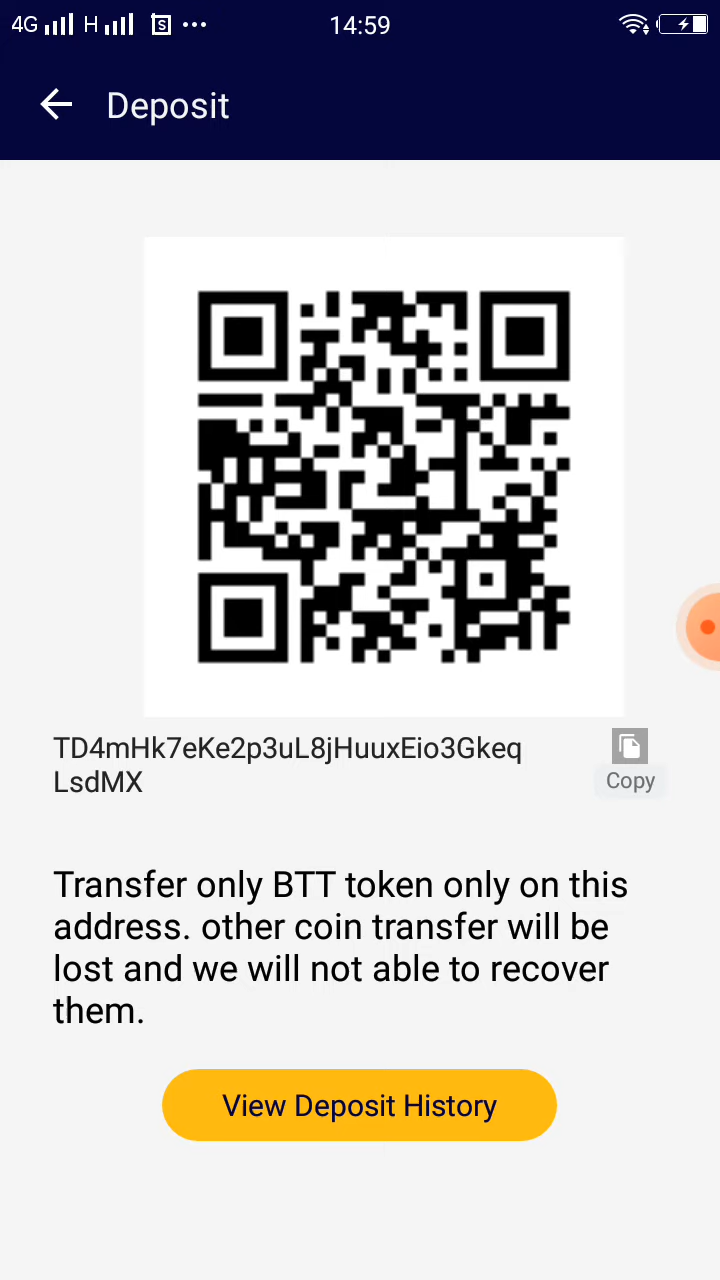 4G H S 14:59
Deposit
TD4mHk7eKe2p3uL8jHuuxEio3Gkeq
LsdMX
Copy
Transfer only BTT token only on this
address. other coin transfer will be
lost and we will not able to recover
them.
View Deposit History